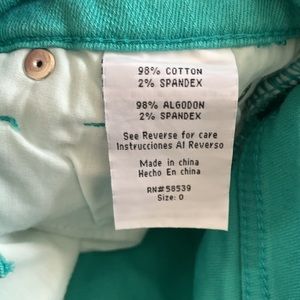 98% COTTON
2% SPANDEX
98% ALGODON
2% SPANDEX
See Reverse for care
Instrucciones Al Reverso
Made in china
Hecho En china
RN#58539
Size: 0